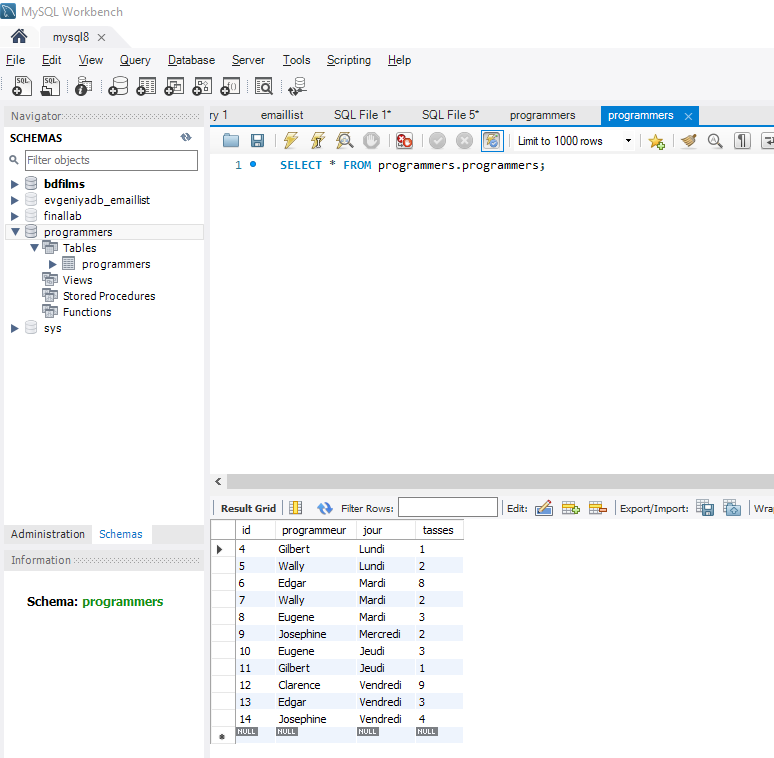 MySQL Workbench
mysql8
File Edit View Query Database Server Tools Scripting Help
Navigator
SCHEMAS
Filter objects
bdfilms
evgeniyadb_emaillist
finallab
programmers
Tables
programmers
Views
Stored Procedures
Functions
sys
Administration Schemas
Information
Schema: programmers
ry 1 emaillist SQL File 1* SQL File 5* programmers programmers
Limit to 1000 rows
1 SELECT * FROM programmers.programmers;
Result Grid Filter Rows: Edit: Export/Import: Wrap
id programmeur jour tasses
4 Gilbert Lundi 1
5 Wally Lundi 2
6 Edgar Mardi 8
7 Wally Mardi 2
8 Eugene Mardi 3
9 Josephine Mercredi 2
10 Eugene Jeudi 3
11 Gilbert Jeudi 1
12 Clarence Vendredi 9
13 Edgar Vendredi 3
14 Josephine Vendredi 4
NULL NULL NULL NULL